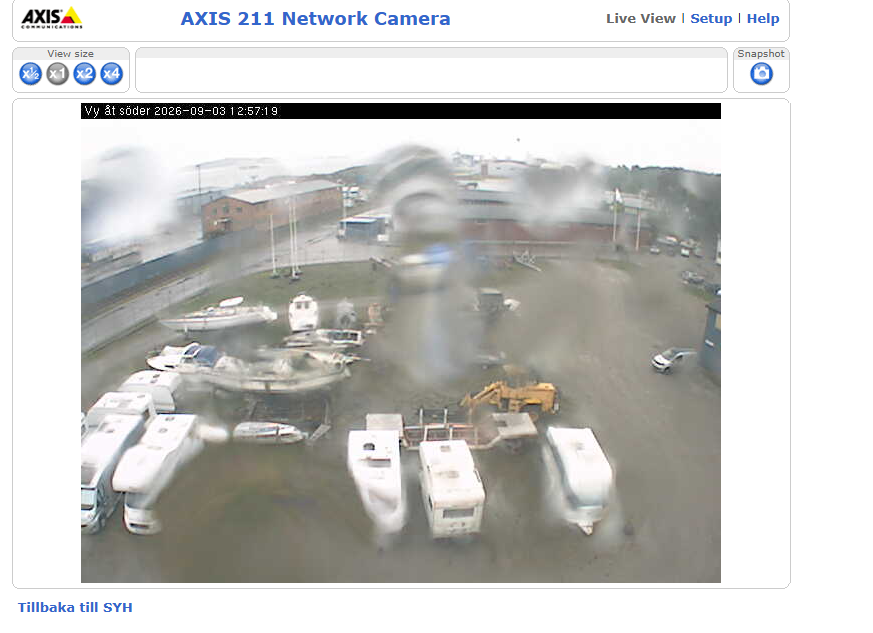 AXIS
COMMUNICATIONS
AXIS 211 Network Camera
Live View | Setup | Help
View size
x½ x1 x2 x4
Snapshot
Vy åt söder 2026-09-03 12:57:19
Tillbaka till SYH